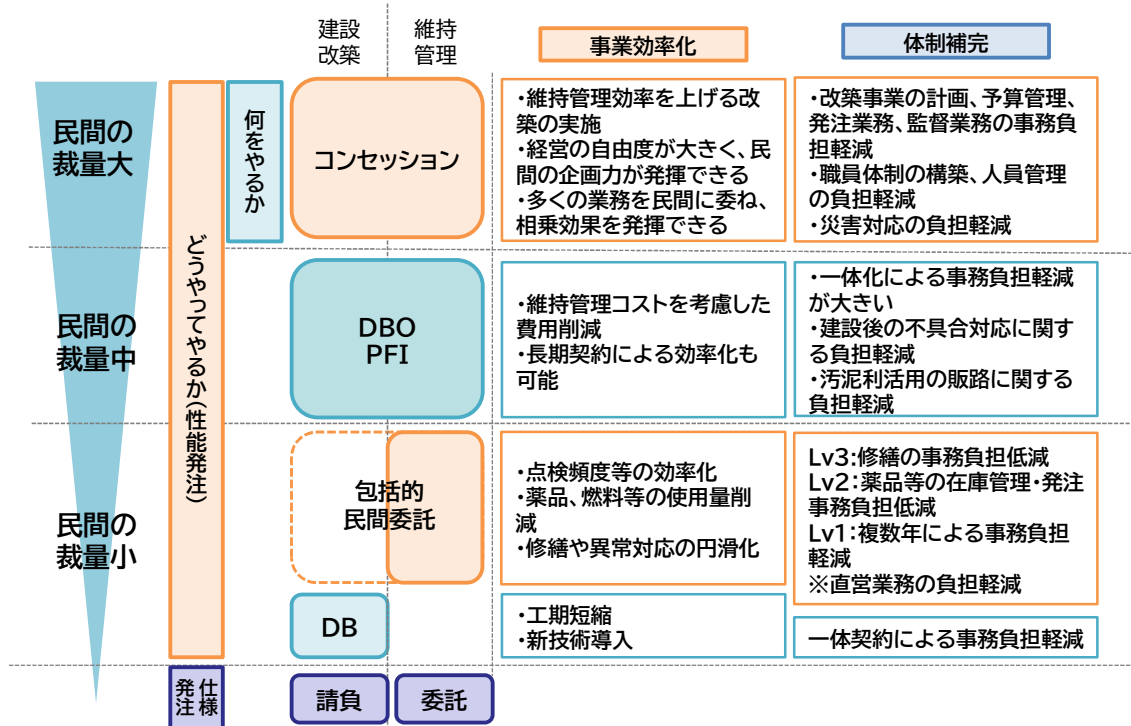 建設
改築
維持
管理
事業効率化
体制補完
民間の
裁量大
どうやってやるか(性能発注)
何をやるか
コンセッション
・維持管理効率を上げる改
築の実施
・経営の自由度が大きく、民
間の企画力が発揮できる
・多くの業務を民間に委ね、
相乗効果を発揮できる
・改築事業の計画、予算管理、
発注業務、監督業務の事務負
担軽減
・職員体制の構築、人員管理
の負担軽減
・災害対応の負担軽減
民間の
裁量中
DBO
PFI
・維持管理コストを考慮した
費用削減
・長期契約による効率化も
可能
・一体化による事務負担軽減
が大きい
・建設後の不具合対応に関す
る負担軽減
・汚泥利活用の販路に関する
負担軽減
民間の
裁量小
包括的
民間委託
・点検頻度等の効率化
・薬品、燃料等の使用量削
減
・修繕や異常対応の円滑化
Lv3:修繕の事務負担低減
Lv2:薬品等の在庫管理・発注
事務負担低減
Lv1:複数年による事務負担
軽減
※直営業務の負担軽減
DB
・工期短縮
・新技術導入
一体契約による事務負担軽減
仕様
発注
請負
委託